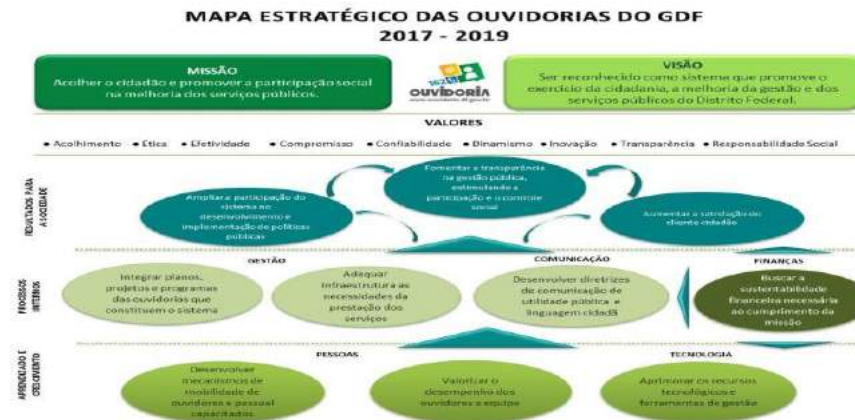 MAPA ESTRATÉGICO DAS OUVIDORIAS DO GDF
2017 - 2019
MISSÃO
Acolher o cidadão e promover a participação social
na melhoria dos serviços públicos.
162
OUVIDORIA
VISÃO
Ser reconhecido como sistema que promove o
exercício da cidadania, a melhoria da gestão e dos
serviços públicos do Distrito Federal.
VALORES
• Acolhimento • Ética • Efetividade • Compromisso • Confiabilidade • Dinamismo • Inovação • Transparência • Responsabilidade Social
RESULTADOS PARA
A SOCIEDADE
Ampliar a participação do
sistema no
desenvolvimento e
implementação de políticas
públicas
Fomentar a transparência
na gestão pública,
estimulando a
participação e o controle
social
Aumentar a satisfação do
cliente cidadão
PROCESSOS
INTERNOS
GESTÃO
COMUNICAÇÃO
FINANÇAS
Integrar planos,
projetos e programas
das ouvidorias que
constituem o sistema
Adequar
infraestrutura as
necessidades da
prestação dos
serviços
Desenvolver diretrizes
de comunicação de
utilidade pública e
linguagem cidadã
Buscar a
sustentabilidade
financeira necessária
ao cumprimento da
missão
APRENDIZADO E
CRESCIMENTO
PESSOAS
TECNOLOGIA
Desenvolver
mecanismos de
mobilidade de
ouvidores e pessoal
capacitados.
Valorizar o
desempenho dos
ouvidores e equipe
Aprimorar os recursos
tecnológicos e
ferramentas de gestão